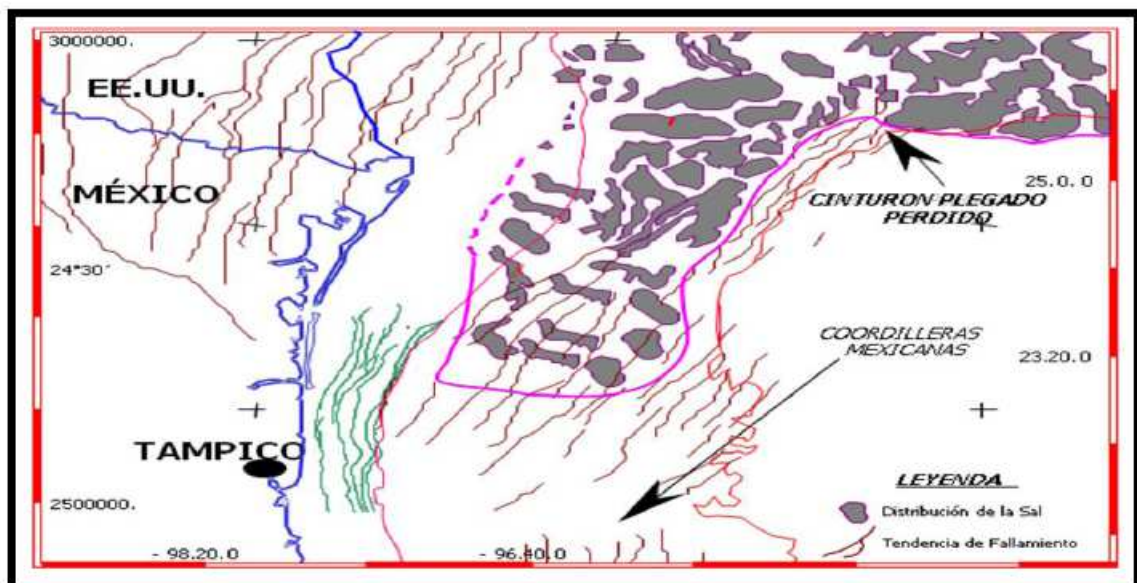 3000000.
EE.UU.
MÉXICO
25.0. 0
CINTURON PLEGADO
PERDIDO
24°30´
COORDILLERAS
MEXICANAS
23.20.0
TAMPICO
LEYENDA
2500000.
Distribución de la Sal
- 98.20.0
- 96.40.0
Tendencia de Fallamiento